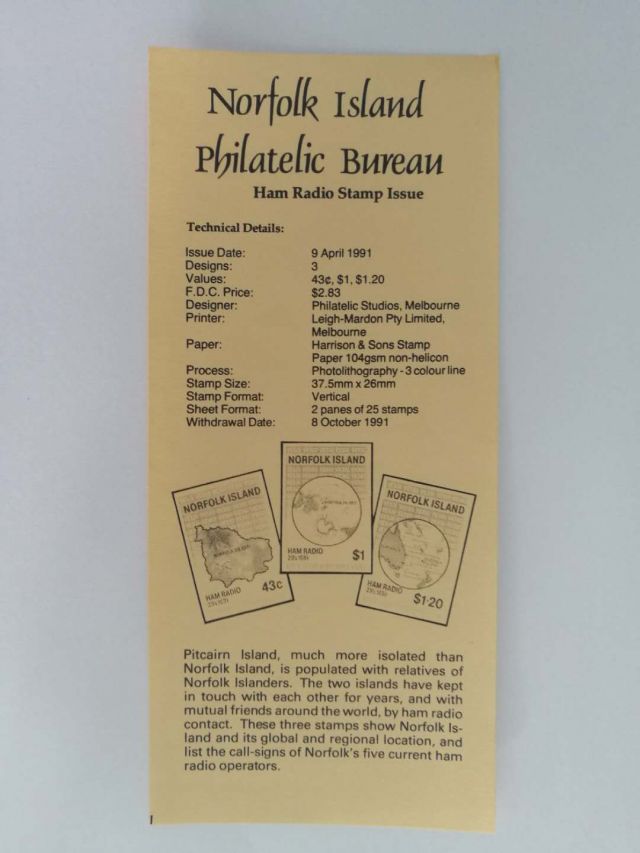 Norfolk Island
Philatelic Bureau
Ham Radio Stamp Issue
Technical Details:
Issue Date: 9 April 1991
Designs: 3
Values: 43¢, $1, $1.20
F.D.C. Price: $2.83
Designer: Philatelic Studios, Melbourne
Printer: Leigh-Mardon Pty Limited,
Melbourne
Paper: Harrison & Sons Stamp
Paper 104gsm non-helicon
Process: Photolithography - 3 colour line
Stamp Size: 37.5mm x 26mm
Stamp Format: Vertical
Sheet Format: 2 panes of 25 stamps
Withdrawal Date: 8 October 1991
NORFOLK ISLAND
HAM RADIO
43c
NORFOLK ISLAND
HAM RADIO
$1
NORFOLK ISLAND
HAM RADIO
$1·20
Pitcairn Island, much more isolated than
Norfolk Island, is populated with relatives of
Norfolk Islanders. The two islands have kept
in touch with each other for years, and with
mutual friends around the world, by ham radio
contact. These three stamps show Norfolk Is-
land and its global and regional location, and
list the call-signs of Norfolk's five current ham
radio operators.